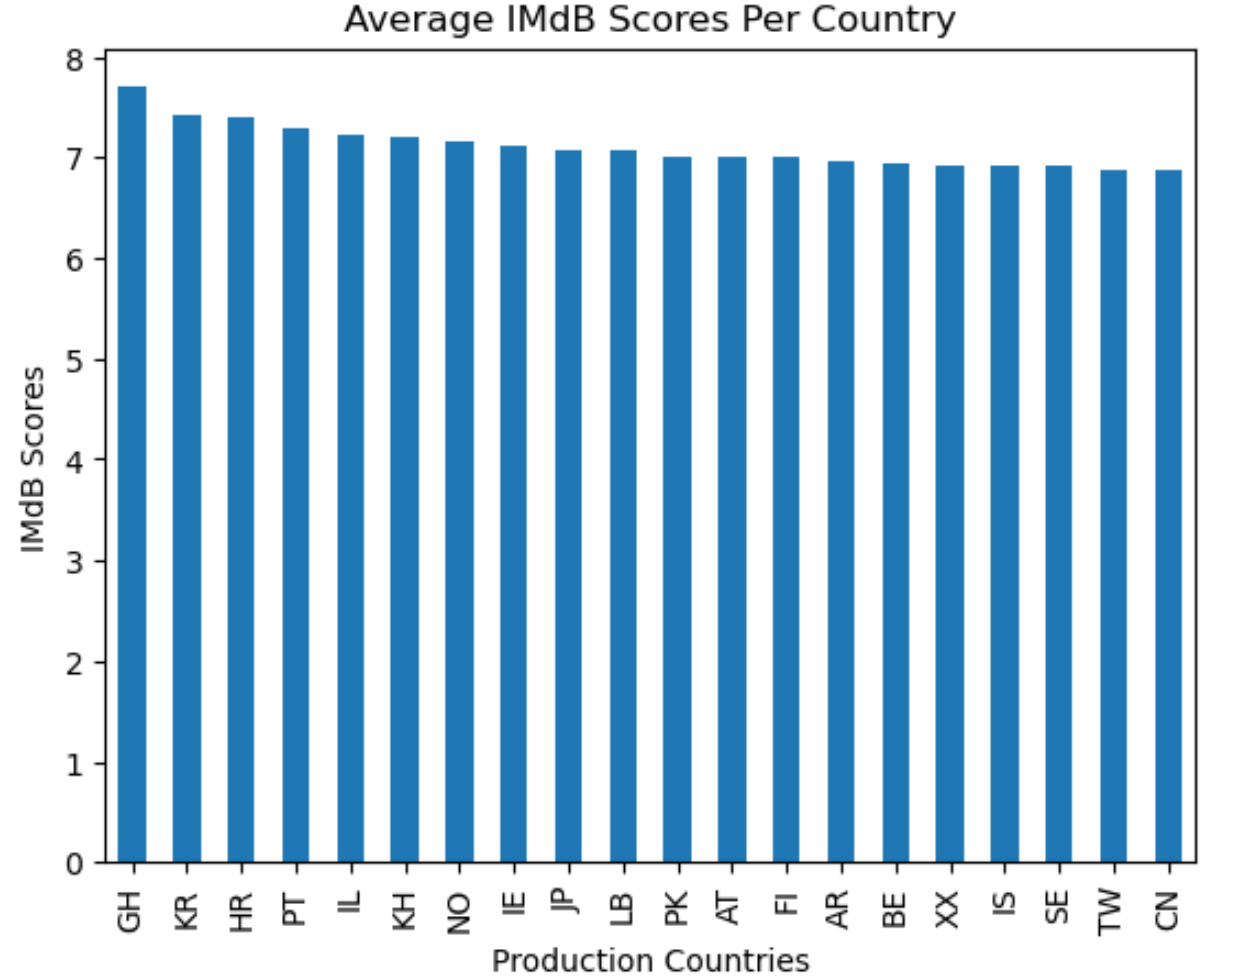 Average IMdB Scores Per Country
8
7
6
5
4
3
2
1
0
IMdB Scores
GH KR HR PT IL KH NO IE JP LB PK AT FI AR BE XX IS SE TW CN
Production Countries